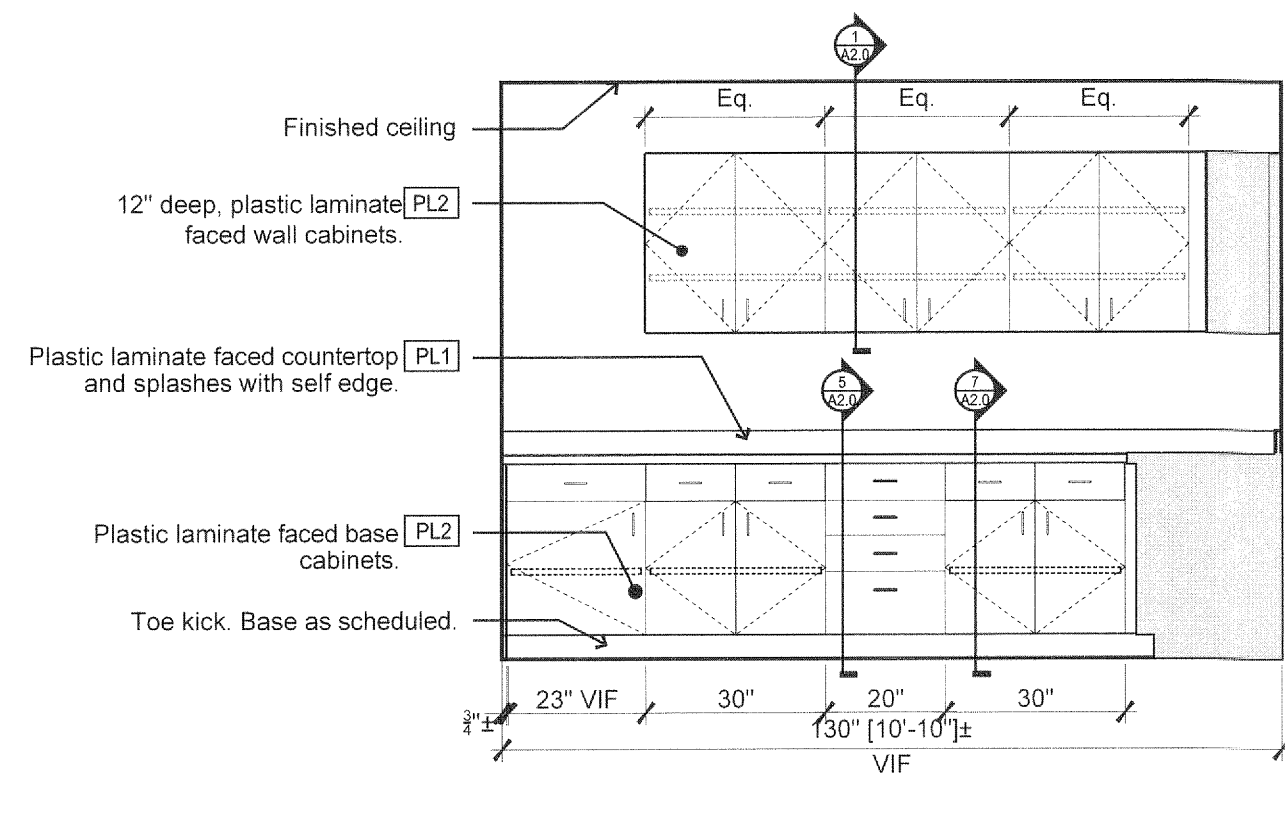 1
A2.0
Eq.
Eq.
Eq.
Finished ceiling
12" deep, plastic laminate PL2
faced wall cabinets.
Plastic laminate faced countertop PL1
and splashes with self edge.
5
A2.0
7
A2.0
Plastic laminate faced base PL2
cabinets.
Toe kick. Base as scheduled.
23" VIF
30"
20"
30"
3/4"±
130" [10'-10"]±
VIF